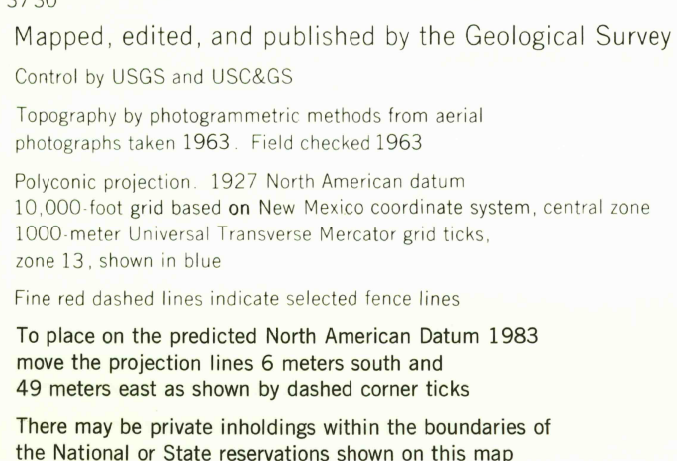 Mapped, edited, and published by the Geological Survey
Control by USGS and USC&GS
Topography by photogrammetric methods from aerial
photographs taken 1963. Field checked 1963
Polyconic projection. 1927 North American datum
10,000-foot grid based on New Mexico coordinate system, central zone
1000-meter Universal Transverse Mercator grid ticks,
zone 13, shown in blue
Fine red dashed lines indicate selected fence lines
To place on the predicted North American Datum 1983
move the projection lines 6 meters south and
49 meters east as shown by dashed corner ticks
There may be private inholdings within the boundaries of
the National or State reservations shown on this map